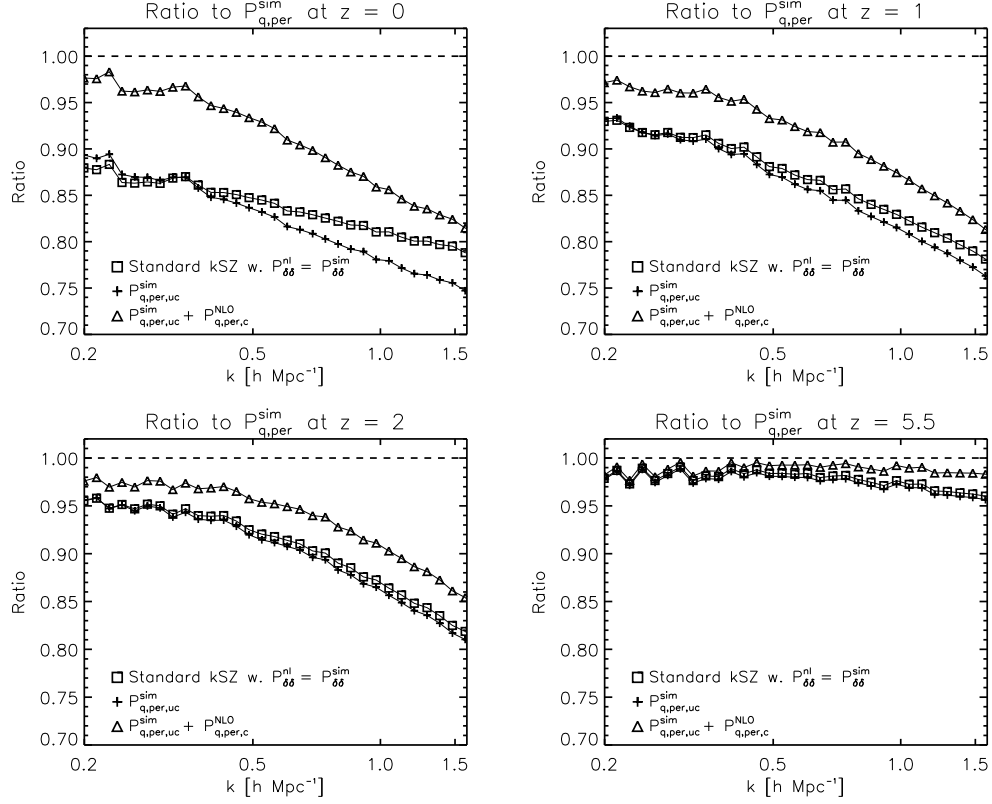 Ratio to P^sim_q,per at z = 0
1.00
0.95
0.90
0.85
0.80
0.75
0.70
Ratio
Standard kSZ w. P^nl_δδ = P^sim_δδ
P^sim_q,per,uc
P^sim_q,per,uc + P^NLO_q,per,c
0.2 0.5 1.0 1.5
k [h Mpc⁻¹]
Ratio to P^sim_q,per at z = 1
1.00
0.95
0.90
0.85
0.80
0.75
0.70
Ratio
Standard kSZ w. P^nl_δδ = P^sim_δδ
P^sim_q,per,uc
P^sim_q,per,uc + P^NLO_q,per,c
0.2 0.5 1.0 1.5
k [h Mpc⁻¹]
Ratio to P^sim_q,per at z = 2
1.00
0.95
0.90
0.85
0.80
0.75
0.70
Ratio
Standard kSZ w. P^nl_δδ = P^sim_δδ
P^sim_q,per,uc
P^sim_q,per,uc + P^NLO_q,per,c
0.2 0.5 1.0 1.5
k [h Mpc⁻¹]
Ratio to P^sim_q,per at z = 5.5
1.00
0.95
0.90
0.85
0.80
0.75
0.70
Ratio
Standard kSZ w. P^nl_δδ = P^sim_δδ
P^sim_q,per,uc
P^sim_q,per,uc + P^NLO_q,per,c
0.2 0.5 1.0 1.5
k [h Mpc⁻¹]